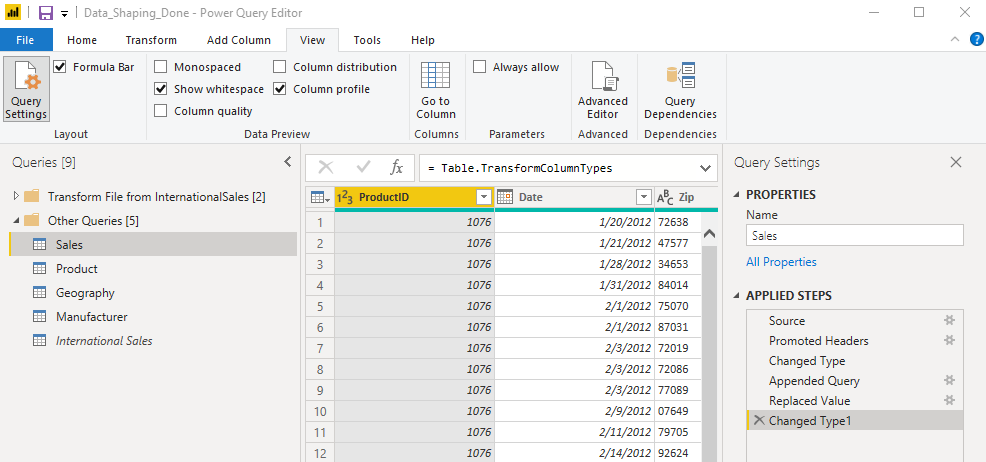 Data_Shaping_Done - Power Query Editor
File Home Transform Add Column View Tools Help
Query Settings
Formula Bar
Layout
Monospaced
Show whitespace
Column quality
Column distribution
Column profile
Data Preview
Go to Column
Columns
Always allow
Parameters
Advanced Editor
Advanced
Query Dependencies
Dependencies
Queries [9]
Transform File from InternationalSales [2]
Other Queries [5]
Sales
Product
Geography
Manufacturer
International Sales
fx = Table.TransformColumnTypes
123 ProductID Date ABC Zip
1 1076 1/20/2012 72638
2 1076 1/21/2012 47577
3 1076 1/28/2012 34653
4 1076 1/31/2012 84014
5 1076 2/1/2012 75070
6 1076 2/1/2012 87031
7 1076 2/3/2012 72019
8 1076 2/3/2012 72086
9 1076 2/3/2012 77089
10 1076 2/9/2012 07649
11 1076 2/11/2012 79705
12 1076 2/14/2012 92624
Query Settings
PROPERTIES
Name
Sales
All Properties
APPLIED STEPS
Source
Promoted Headers
Changed Type
Appended Query
Replaced Value
Changed Type1